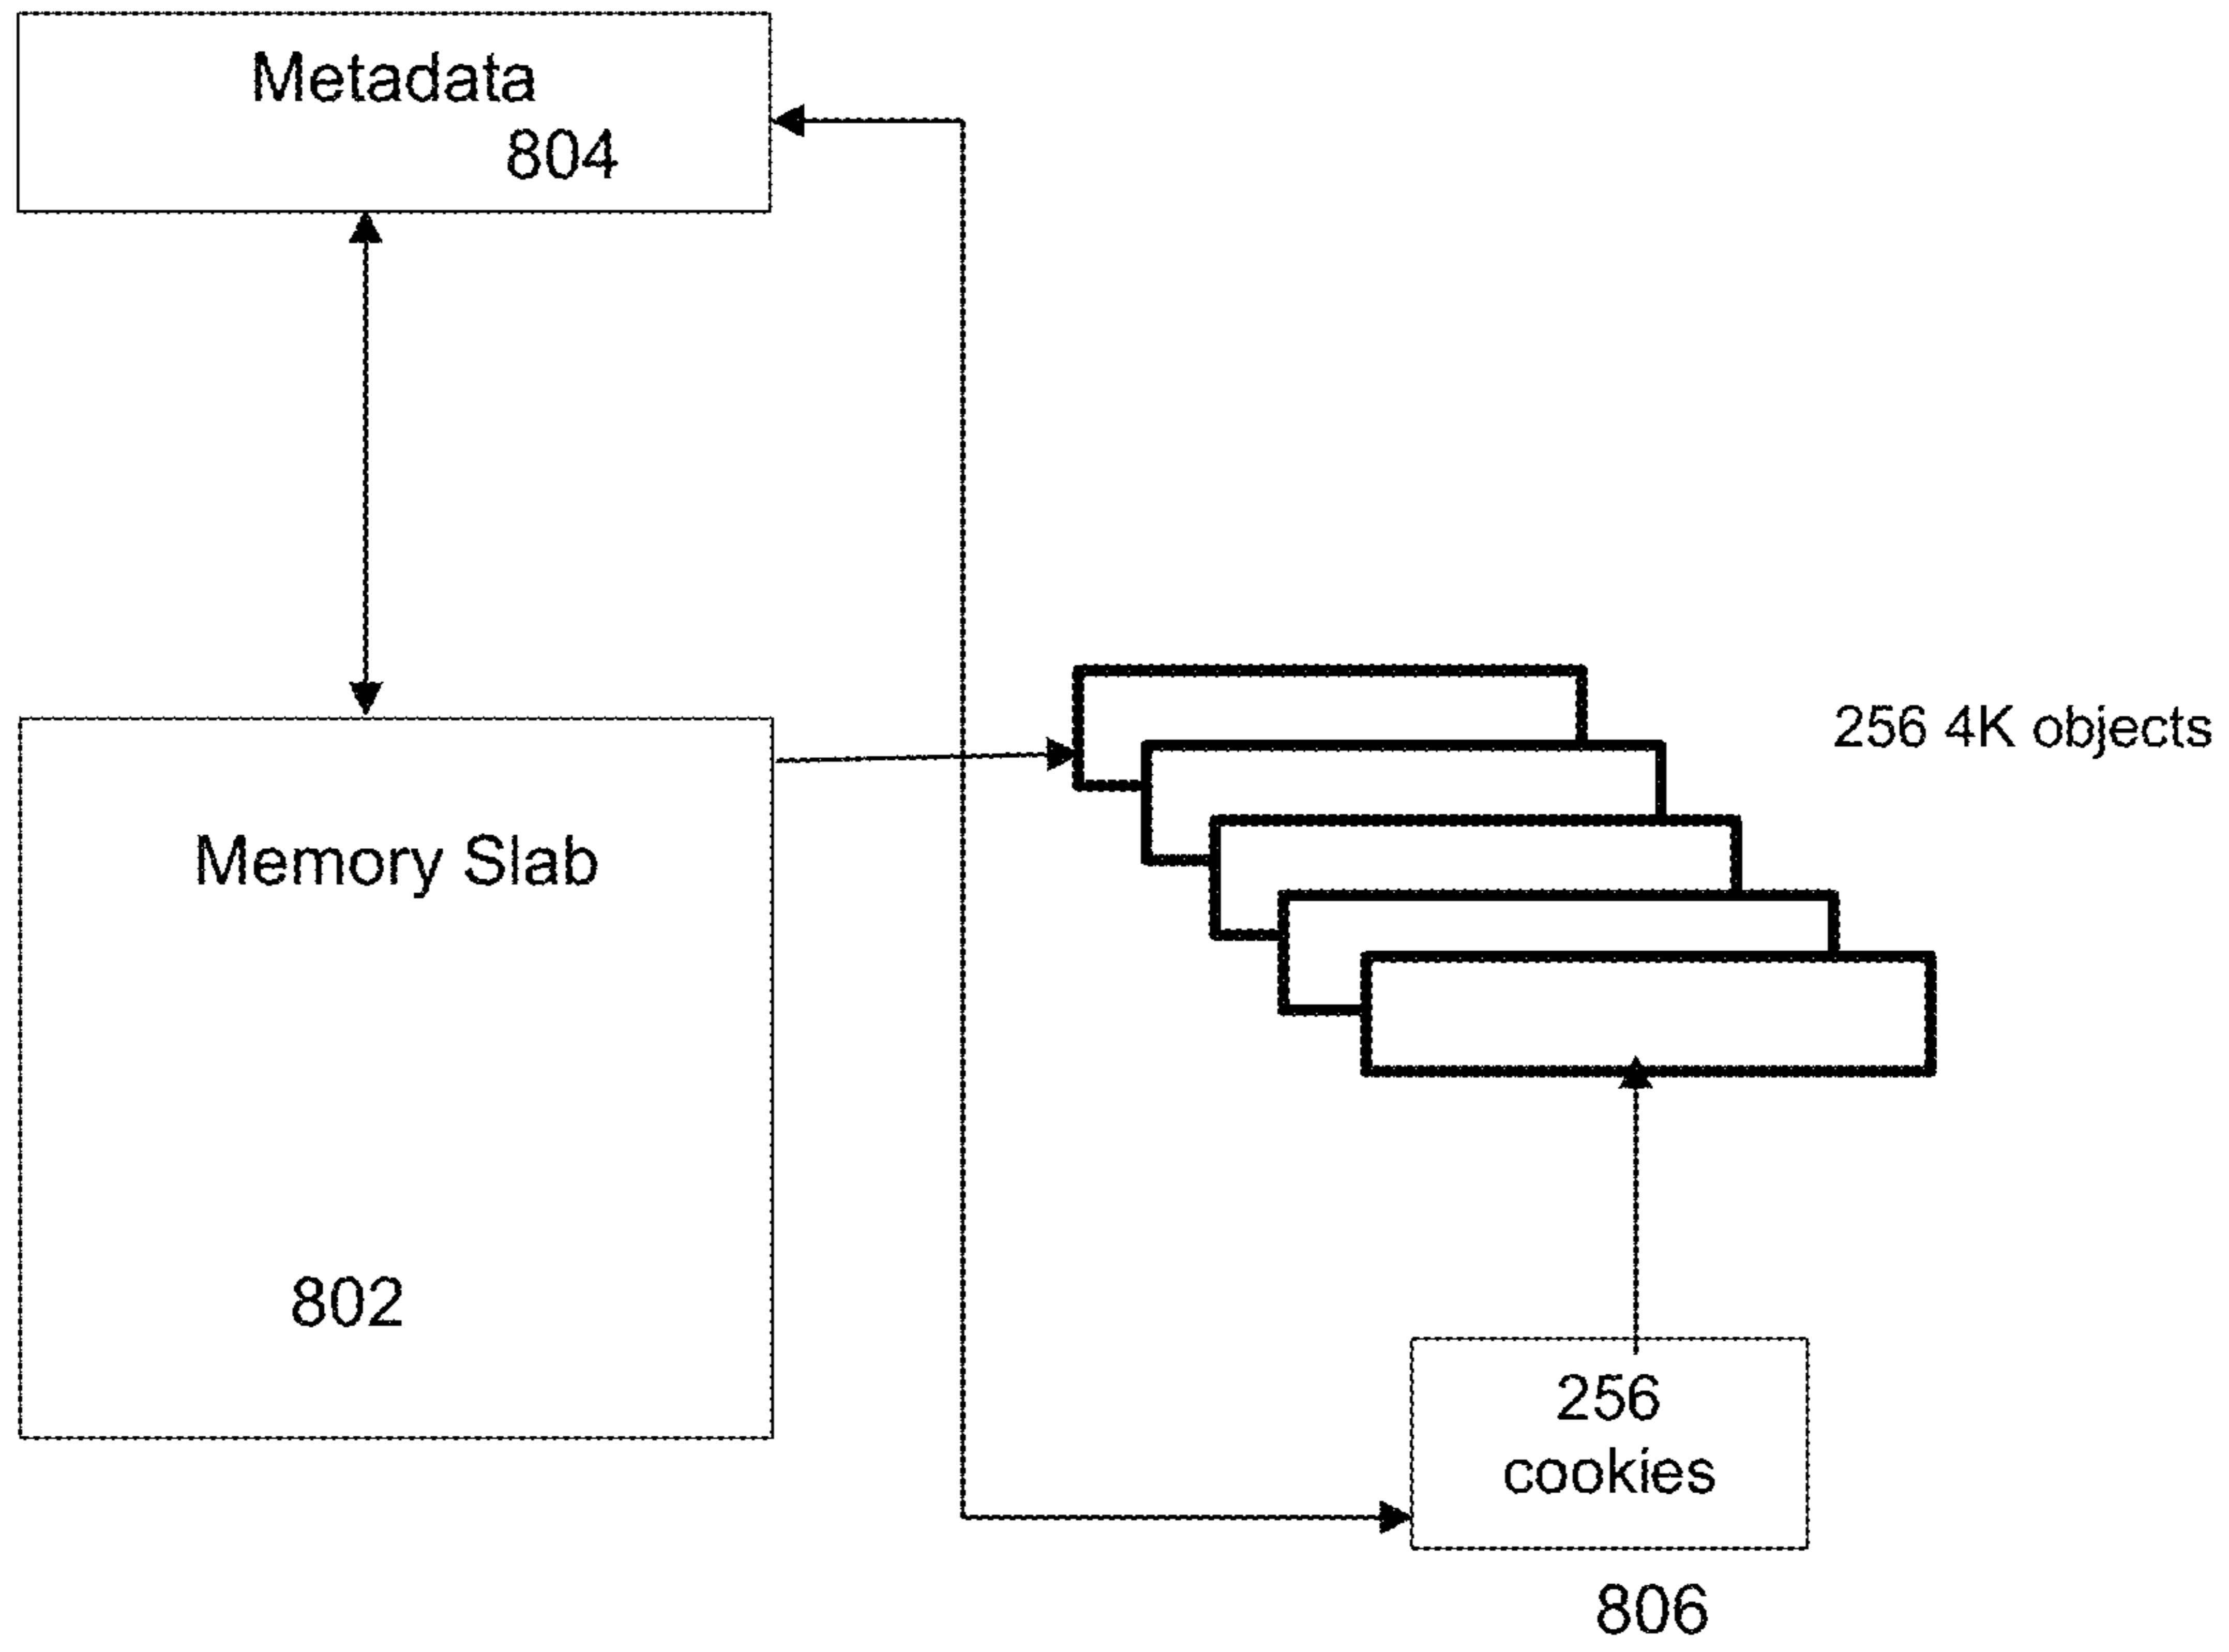 Metadata
804
256 4K objects
Memory Slab
802
256
cookies
806